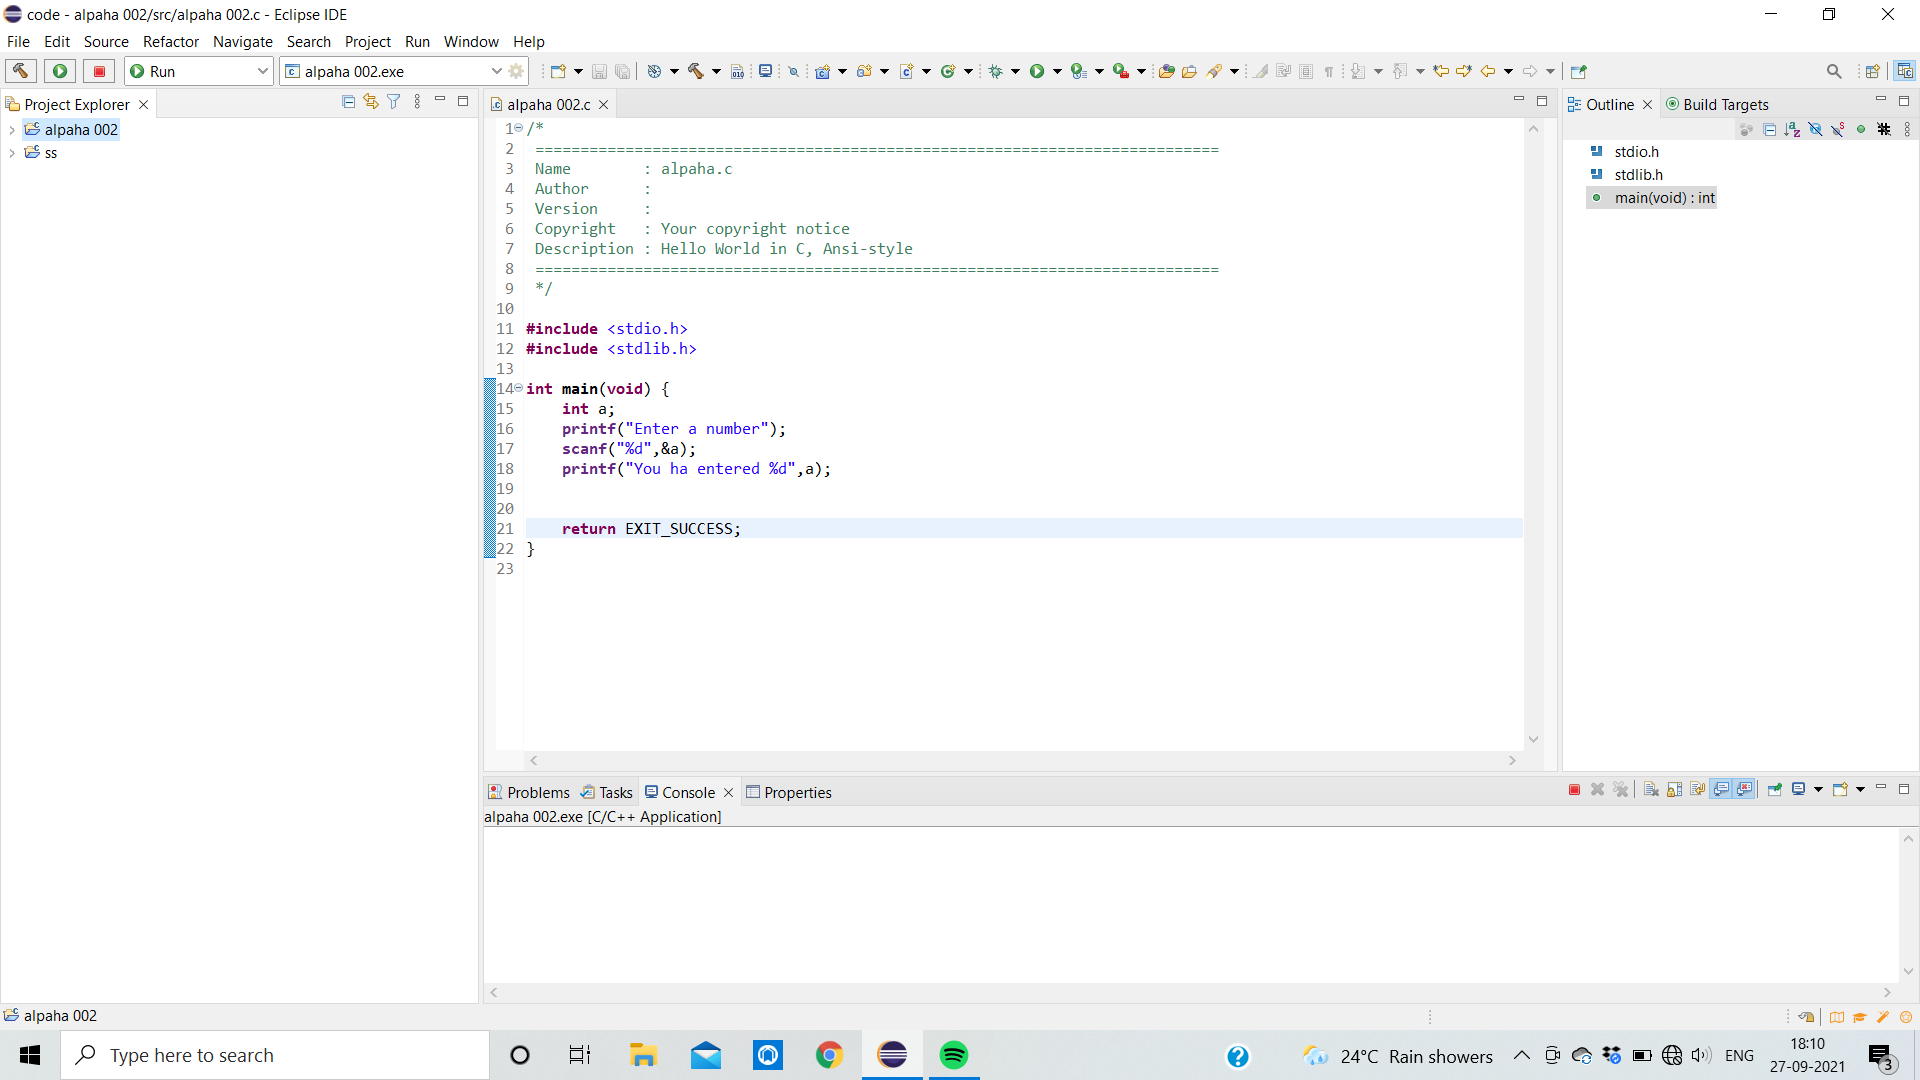 code - alpaha 002/src/alpaha 002.c - Eclipse IDE
File Edit Source Refactor Navigate Search Project Run Window Help
Run
alpaha 002.exe
Project Explorer
alpaha 002
ss
alpaha 002.c
1 /*
2 ============================================================================
3 Name        : alpaha.c
4 Author      :
5 Version     :
6 Copyright   : Your copyright notice
7 Description : Hello World in C, Ansi-style
8 ============================================================================
9 */
10
11 #include <stdio.h>
12 #include <stdlib.h>
13
14 int main(void) {
15     int a;
16     printf("Enter a number");
17     scanf("%d",&a);
18     printf("You ha entered %d",a);
19
20
21     return EXIT_SUCCESS;
22 }
23
Outline Build Targets
stdio.h
stdlib.h
main(void) : int
Problems Tasks Console Properties
alpaha 002.exe [C/C++ Application]
alpaha 002
Type here to search
24°C Rain showers
ENG
18:10
27-09-2021
3